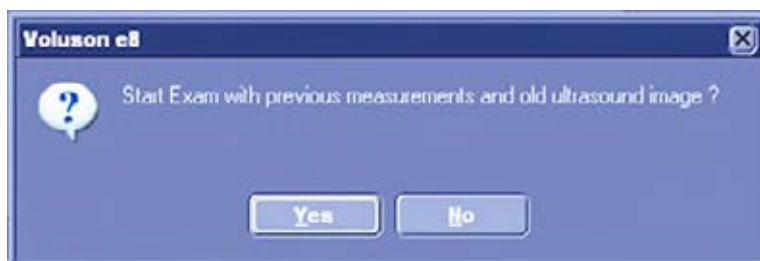 Voluson e8
Start Exam with previous measurements and old ultrasound image ?
Yes
No